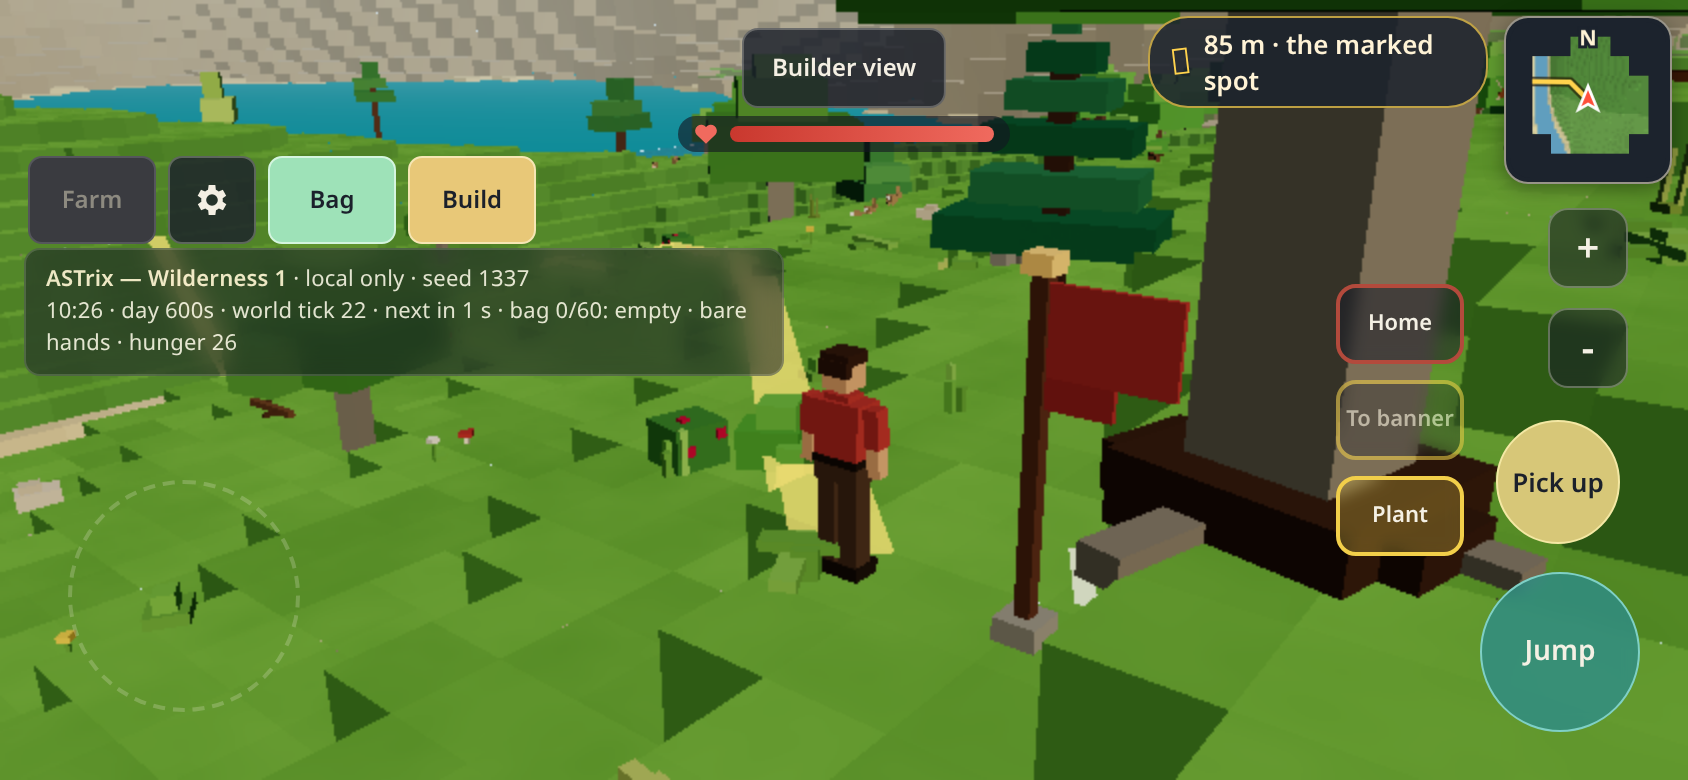 Builder view
85 m · the marked
spot
N
Farm
Bag
Build
ASTrix — Wilderness 1 · local only · seed 1337
10:26 · day 600s · world tick 22 · next in 1 s · bag 0/60: empty · bare
hands · hunger 26
+
Home
-
To banner
Pick up
Plant
Jump